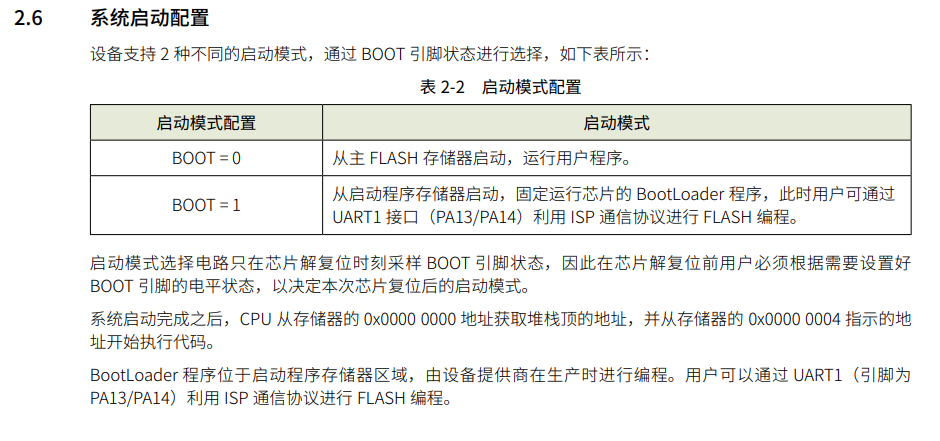 2.6 系统启动配置
设备支持 2 种不同的启动模式，通过 BOOT 引脚状态进行选择，如下表所示：
表 2-2 启动模式配置
启动模式配置 启动模式
BOOT = 0 从主 FLASH 存储器启动，运行用户程序。
BOOT = 1 从启动程序存储器启动，固定运行芯片的 BootLoader 程序，此时用户可通过
UART1 接口（PA13/PA14）利用 ISP 通信协议进行 FLASH 编程。
启动模式选择电路只在芯片解复位时刻采样 BOOT 引脚状态，因此在芯片解复位前用户必须根据需要设置好
BOOT 引脚的电平状态，以决定本次芯片复位后的启动模式。
系统启动完成之后，CPU 从存储器的 0x0000 0000 地址获取堆栈顶的地址，并从存储器的 0x0000 0004 指示的地
址开始执行代码。
BootLoader 程序位于启动程序存储器区域，由设备提供商在生产时进行编程。用户可以通过 UART1（引脚为
PA13/PA14）利用 ISP 通信协议进行 FLASH 编程。